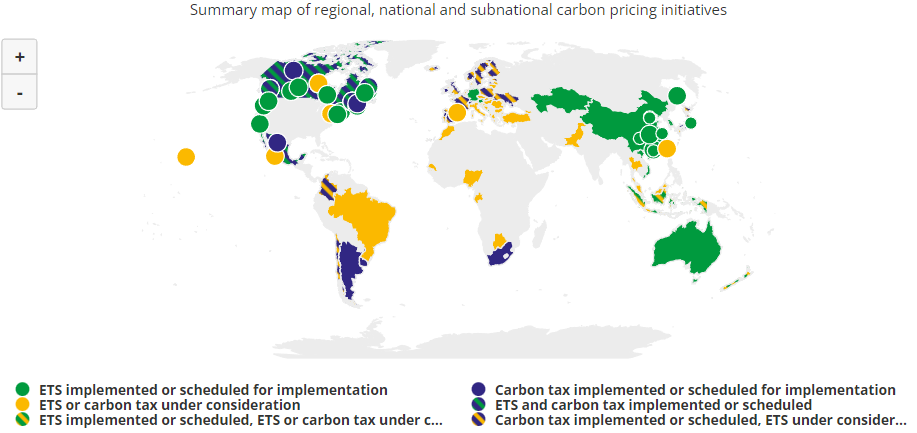 Summary map of regional, national and subnational carbon pricing initiatives
+
-
ETS implemented or scheduled for implementation
Carbon tax implemented or scheduled for implementation
ETS or carbon tax under consideration
ETS and carbon tax implemented or scheduled
ETS implemented or scheduled, ETS or carbon tax under c...
Carbon tax implemented or scheduled, ETS under consider...